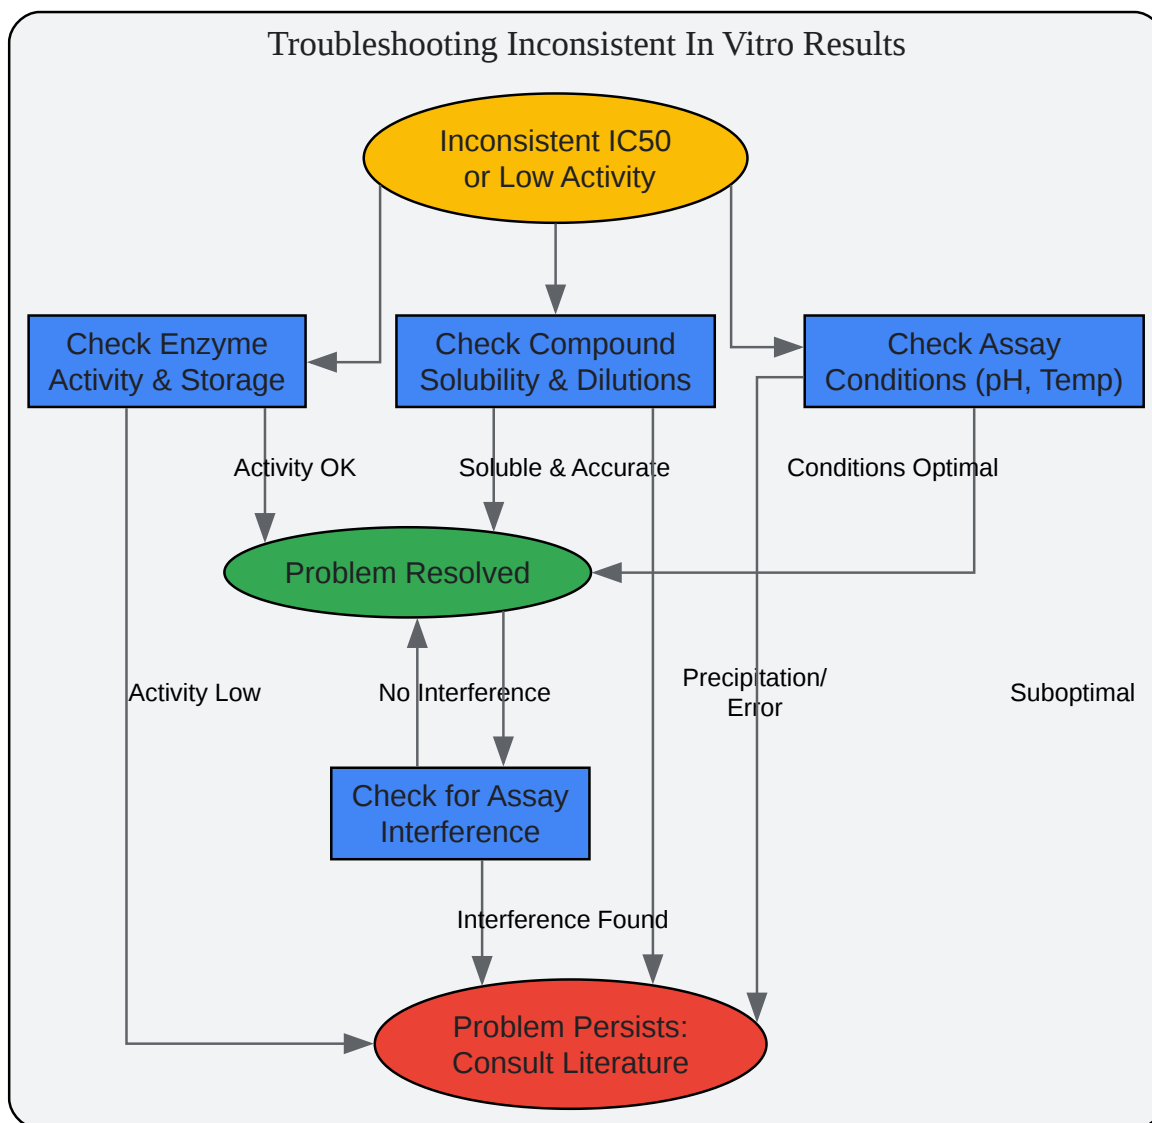 Troubleshooting Inconsistent In Vitro Results
Inconsistent IC50
or Low Activity
Check Enzyme
Activity & Storage
Check Compound
Solubility & Dilutions
Check Assay
Conditions (pH, Temp)
Activity OK
Soluble & Accurate
Conditions Optimal
Problem Resolved
Activity Low
No Interference
Precipitation/
Error
Suboptimal
Check for Assay
Interference
Interference Found
Problem Persists:
Consult Literature